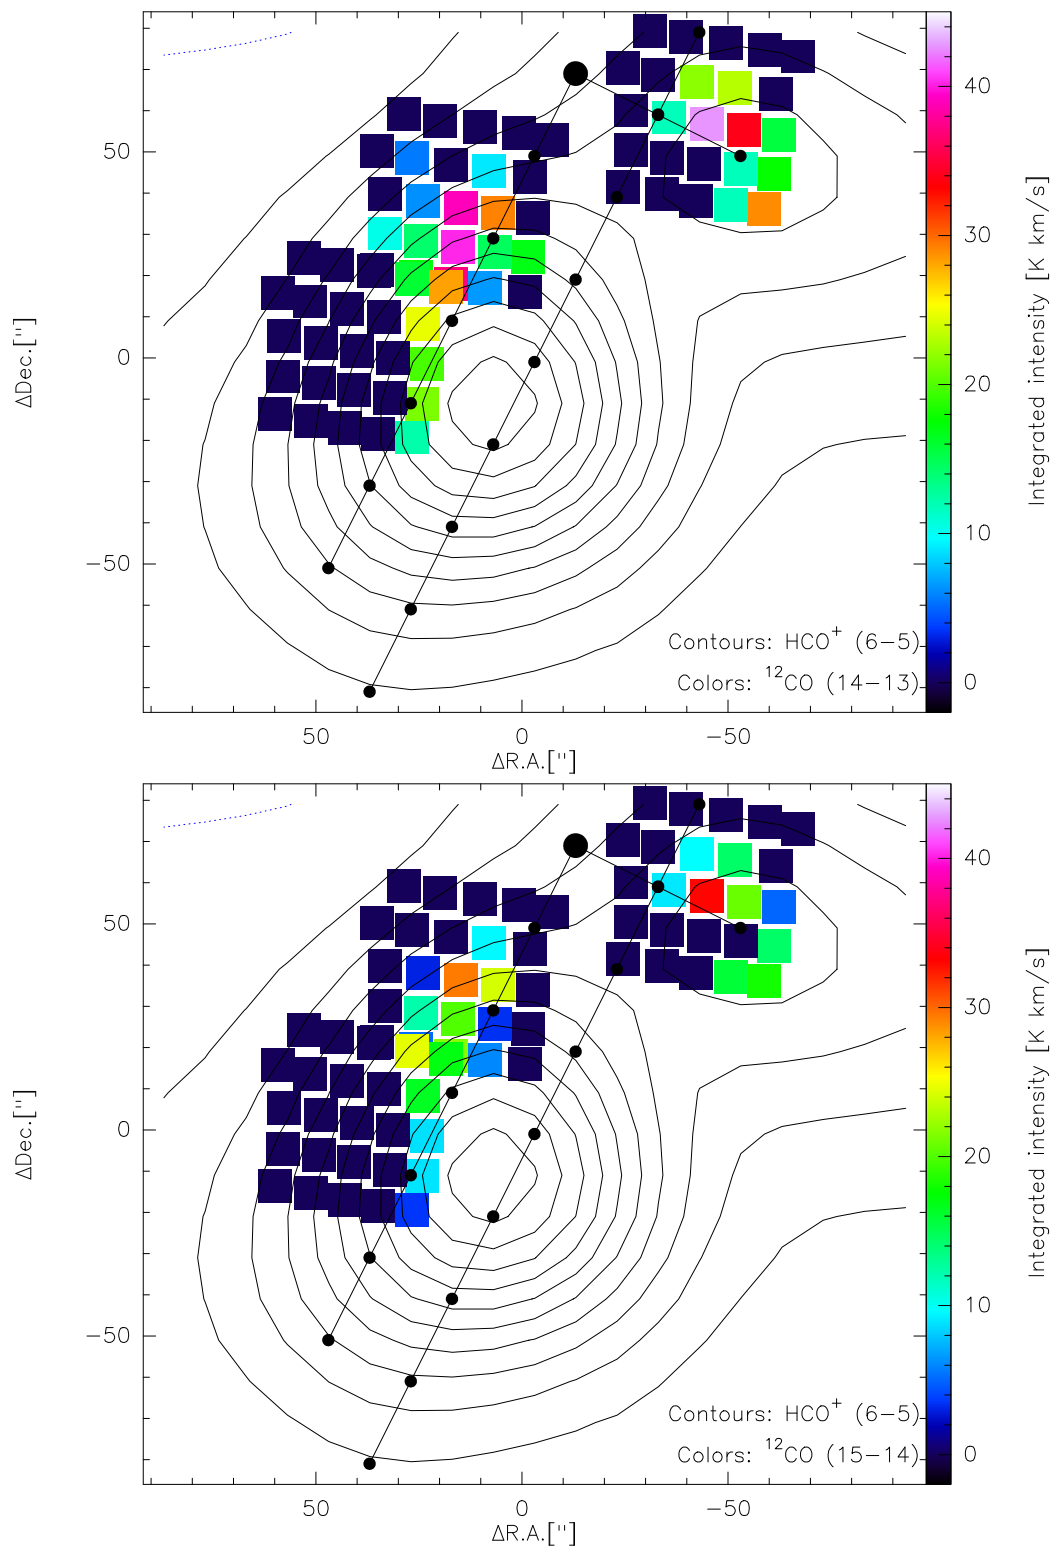 50
0
−50
ΔDec.["]
50
0
−50
ΔR.A.["]
Contours: HCO⁺ (6−5)
Colors: ¹²CO (14−13)
40
30
20
10
0
Integrated intensity [K km/s]
50
0
−50
ΔDec.["]
50
0
−50
ΔR.A.["]
Contours: HCO⁺ (6−5)
Colors: ¹²CO (15−14)
40
30
20
10
0
Integrated intensity [K km/s]